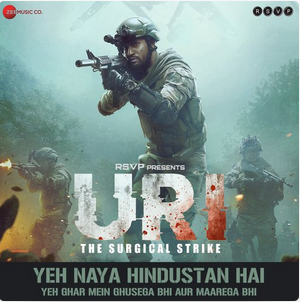 ZEE MUSIC CO.
R S V P
RSVP PRESENTS
URI
THE SURGICAL STRIKE
YEH NAYA HINDUSTAN HAI
YEH GHAR MEIN GHUSEGA BHI AUR MAAREGA BHI